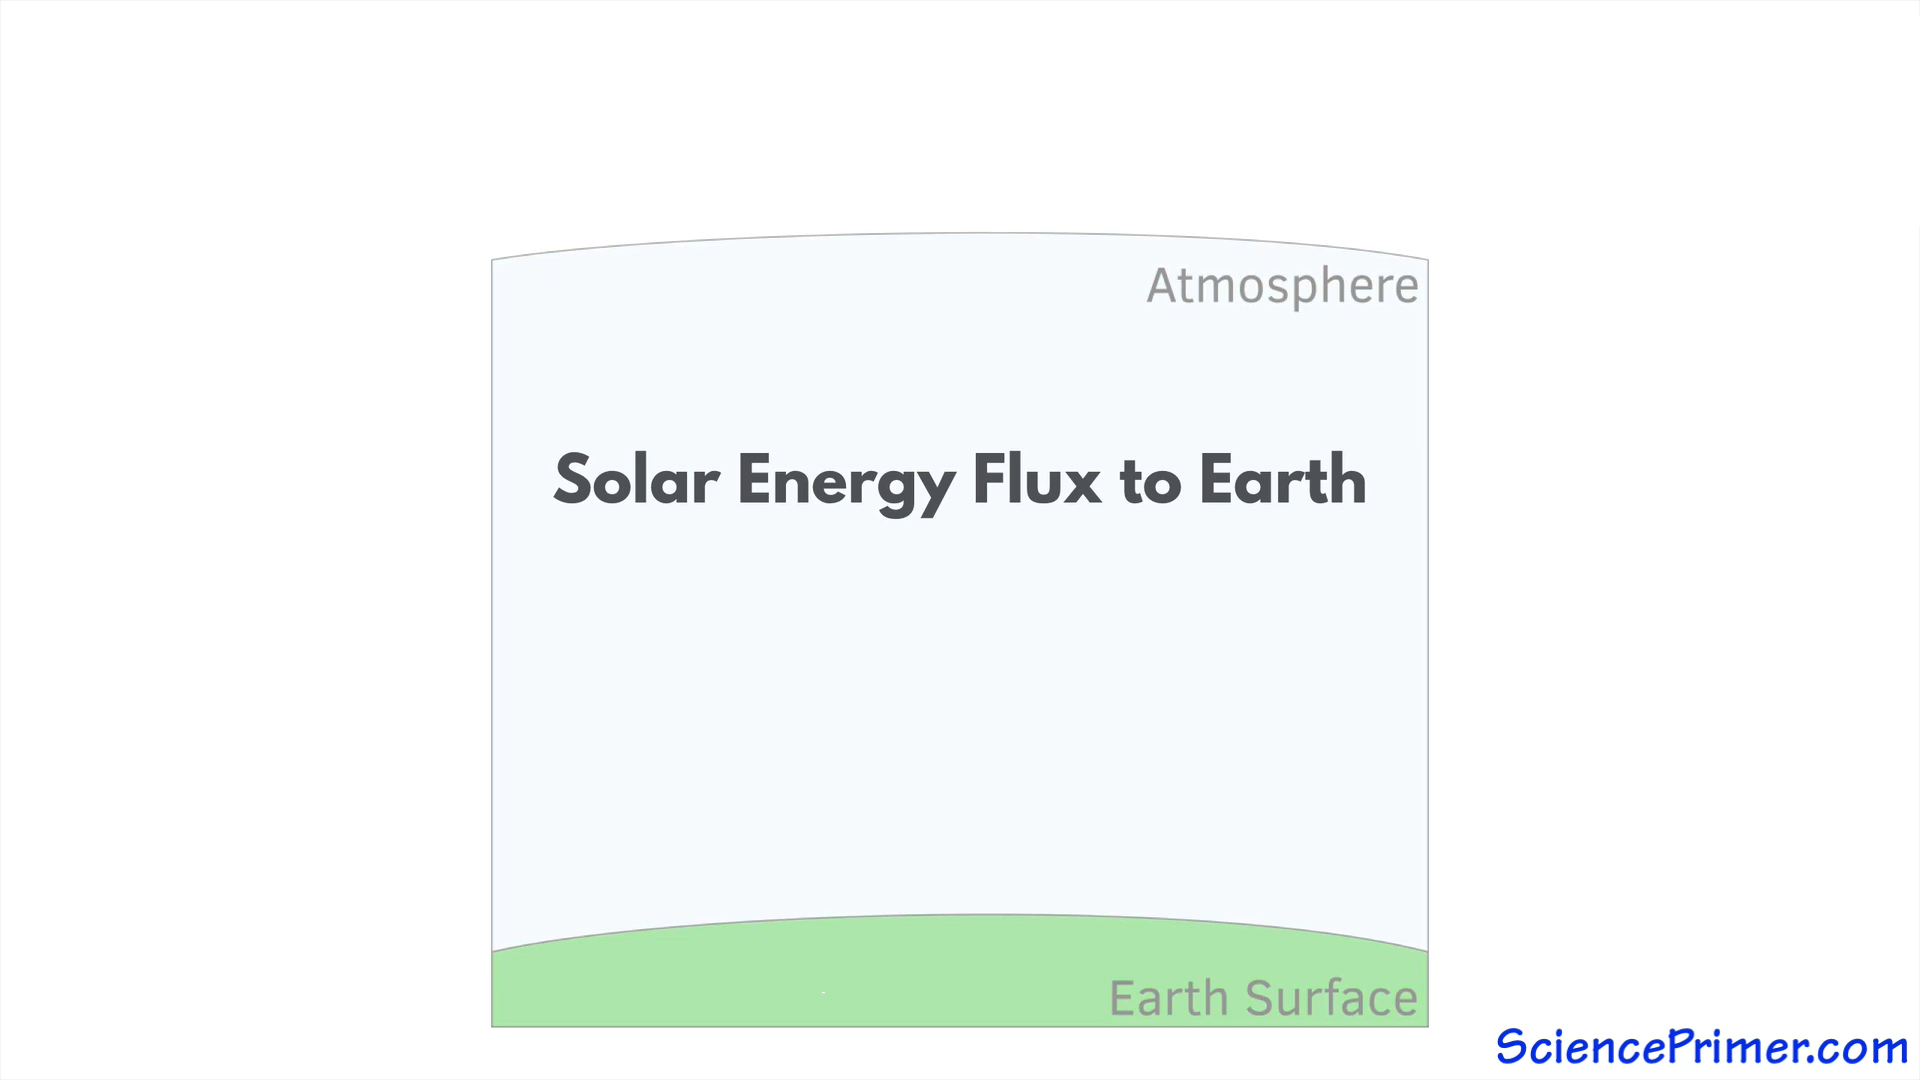 Atmosphere
Solar Energy Flux to Earth
Earth Surface
SciencePrimer.com